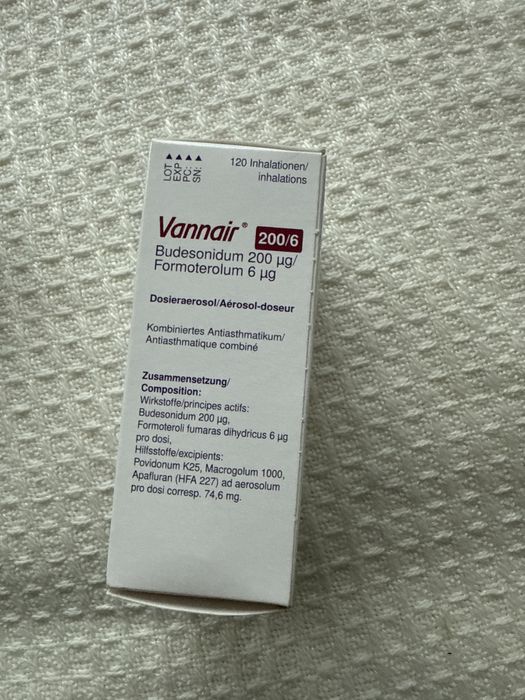 LOT
EXP
PC:
SN:
120 Inhalationen/
inhalations
Vannair® 200/6
Budesonidum 200 µg/
Formoterolum 6 µg
Dosieraerosol/Aérosol-doseur
Kombiniertes Antiasthmatikum/
Antiasthmatique combiné
Zusammensetzung/
Composition:
Wirkstoffe/principes actifs:
Budesonidum 200 µg,
Formoteroli fumaras dihydricus 6 µg
pro dosi,
Hilfsstoffe/excipients:
Povidonum K25, Macrogolum 1000,
Apafluran (HFA 227) ad aerosolum
pro dosi corresp. 74,6 mg.